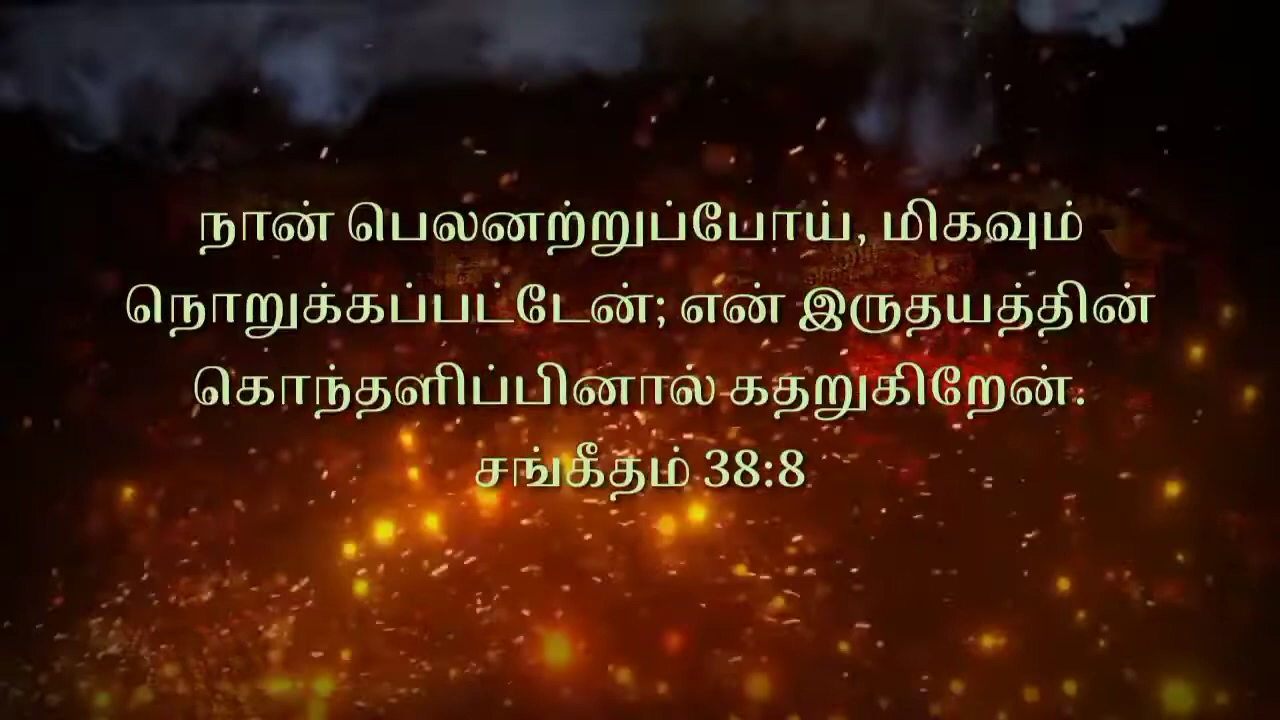 நான் பெலனற்றுப்போய், மிகவும்
நொறுக்கப்பட்டேன்; என் இருதயத்தின்
கொந்தளிப்பினால் கதறுகிறேன்.
சங்கீதம் 38:8